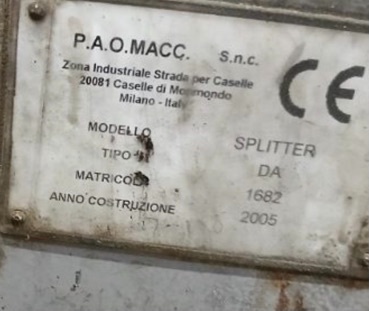 P.A.O.MACC. S.n.c.
Zona Industriale Strada per Caselle
20081 Caselle di Morimondo
Milano - Italy
CE
MODELLO SPLITTER
TIPO DA
MATRICOLA 1682
ANNO COSTRUZIONE 2005